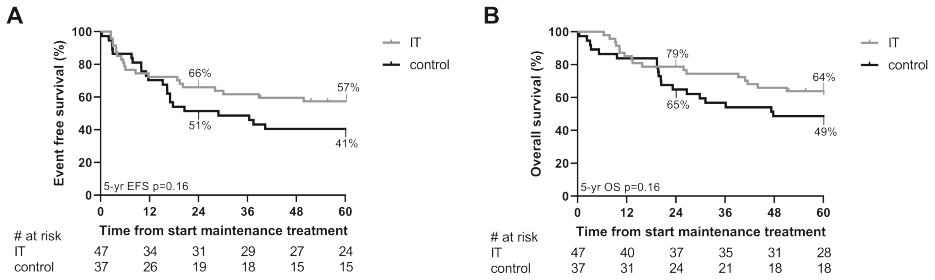 A
Event free survival (%)
100
80
60
40
20
0
66%
57%
51%
41%
5-yr EFS p=0.16
IT
control
0 12 24 36 48 60
Time from start maintenance treatment
# at risk
IT 47 34 31 29 27 24
control 37 26 19 18 15 15
B
Overall survival (%)
100
80
60
40
20
0
79%
64%
65%
49%
5-yr OS p=0.16
IT
control
0 12 24 36 48 60
Time from start maintenance treatment
# at risk
IT 47 40 37 35 31 28
control 37 31 24 21 18 18